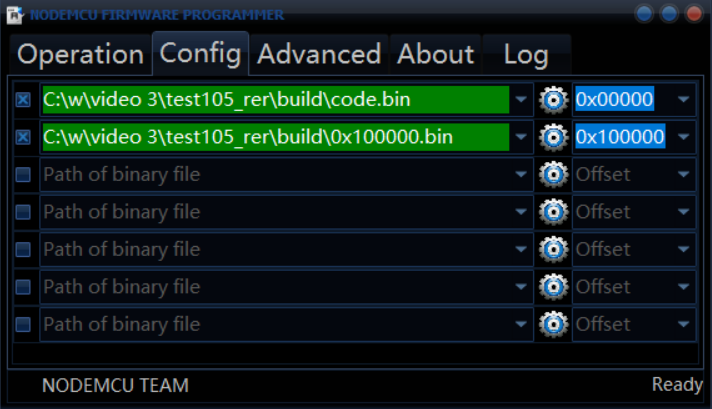 NODEMCU FIRMWARE PROGRAMMER
Operation Config Advanced About Log
C:\w\video 3\test105_rer\build\code.bin 0x00000
C:\w\video 3\test105_rer\build\0x100000.bin 0x100000
Path of binary file Offset
Path of binary file Offset
Path of binary file Offset
Path of binary file Offset
Path of binary file Offset
NODEMCU TEAM Ready